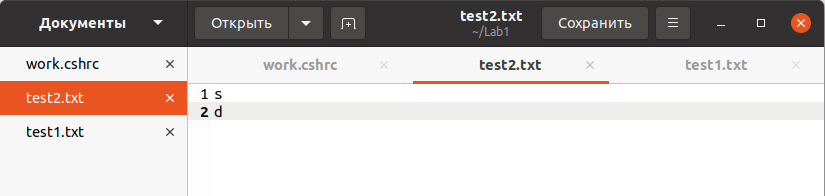 Документы
Открыть
test2.txt
~/Lab1
Сохранить
work.cshrc
test2.txt
test1.txt
work.cshrc
test2.txt
test1.txt
1 s
2 d